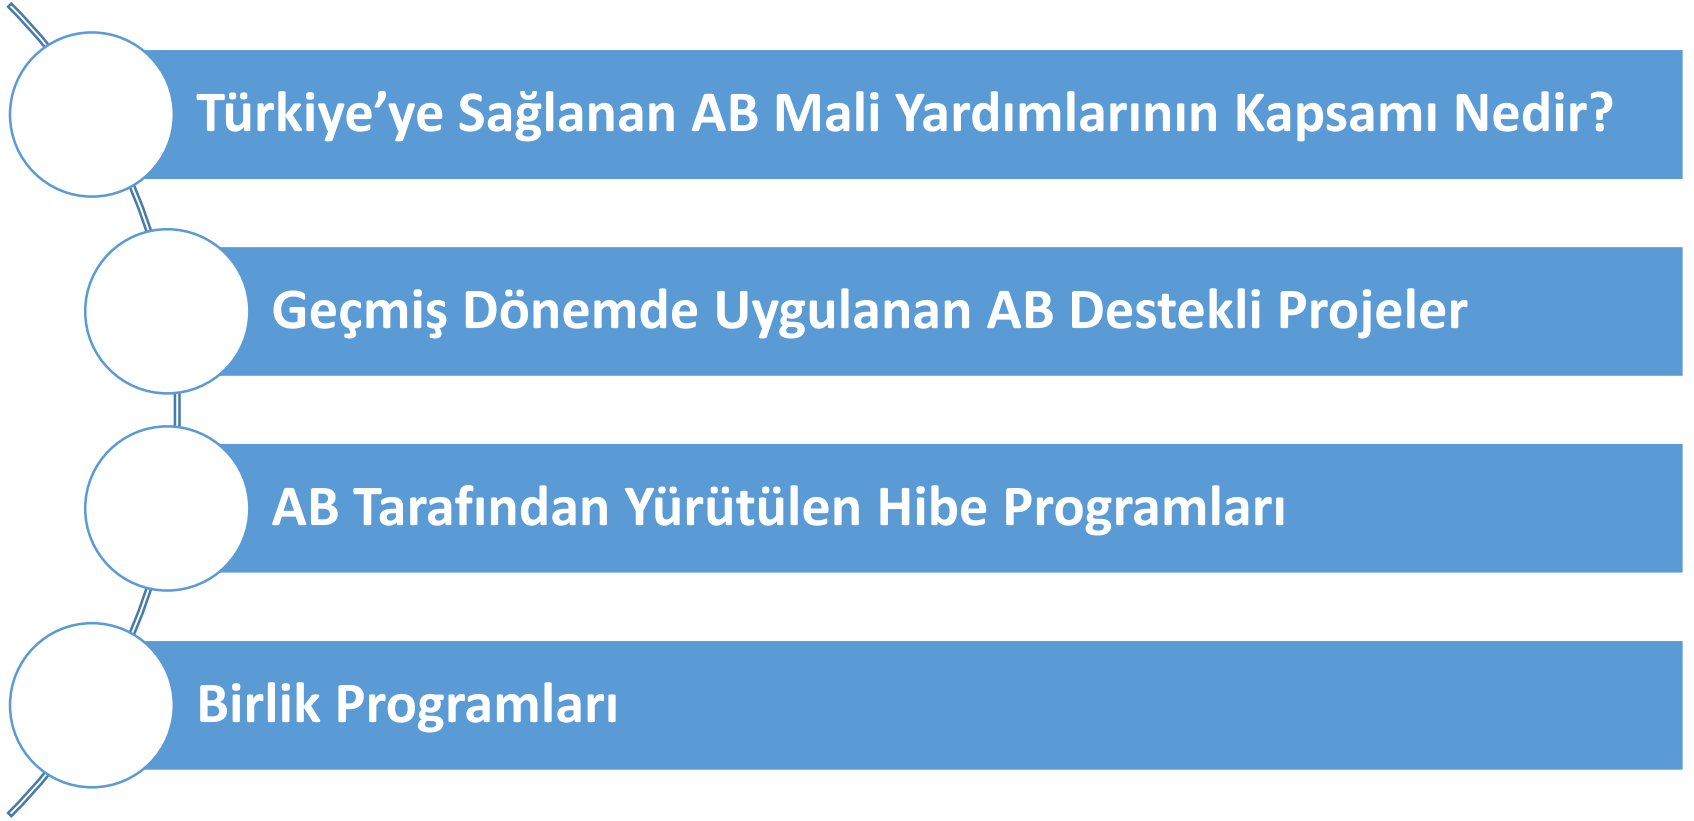 Türkiye’ye Sağlanan AB Mali Yardımlarının Kapsamı Nedir?
Geçmiş Dönemde Uygulanan AB Destekli Projeler
AB Tarafından Yürütülen Hibe Programları
Birlik Programları